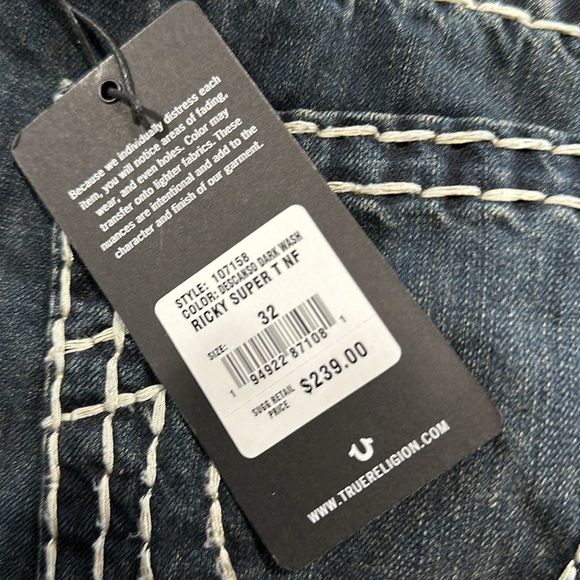 Because we individually distress each
item, you will notice areas of fading,
wear, and even holes. Color may
transfer onto lighter fabrics. These
nuances are intentional and add to the
character and finish of our garment.
STYLE: 107158
COLOR: DESCANSO DARK WASH
RICKY SUPER T NF
SIZE: 32
1 94922 87108 1
SUGG RETAIL
PRICE $239.00
WWW.TRUERELIGION.COM